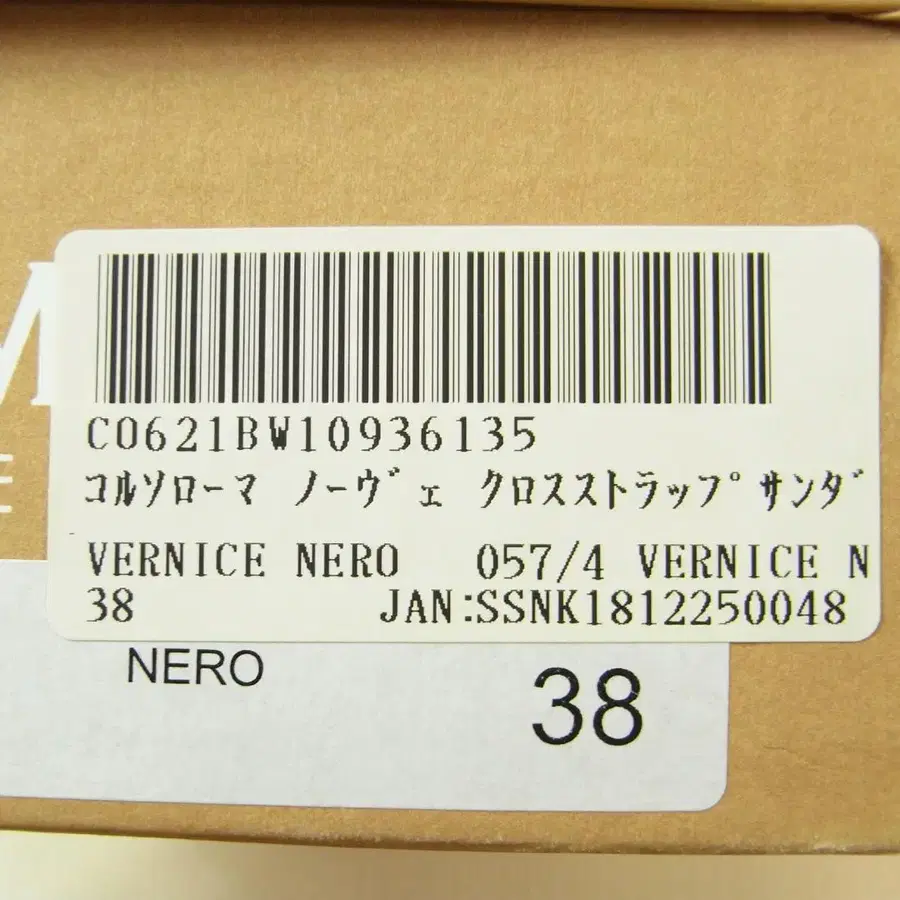 M
E
C0621BW10936135
コルソローマ ノーヴェ クロスストラップサンダ
VERNICE NERO 057/4 VERNICE N
38 JAN:SSNK1812250048
NERO 38